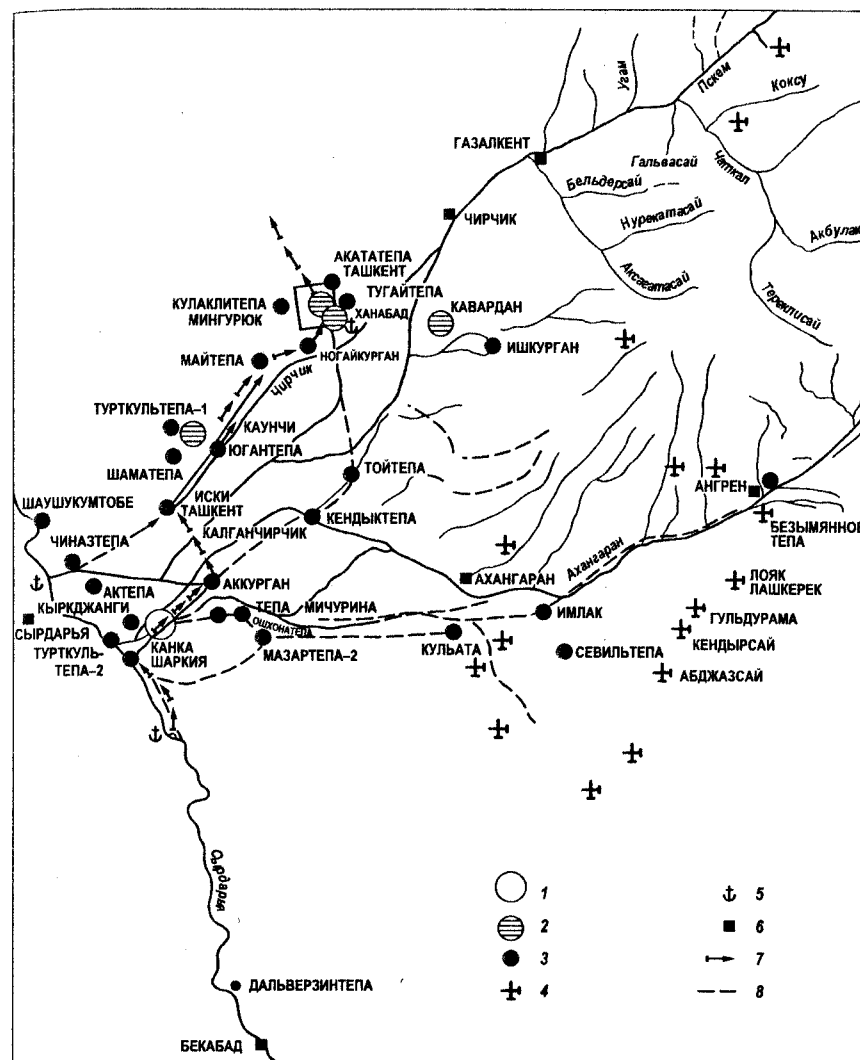 Пскем
Угам
Коксу
ГАЗАЛКЕНТ
Гальвасай
Чаткал
Бельдерсай
ЧИРЧИК
Нурекатасай
Акбулак
АКАТАТЕПА
ТАШКЕНТ
Аксагатасай
ТУГАЙТЕПА
КУЛАКЛИТЕПА
МИНГУРЮК
ХАНАБАД
КАВАРДАН
Тереклисай
НОГАЙКУРГАН
ИШКУРГАН
МАЙТЕПА
Чирчик
ТУРТКУЛЬТЕПА–1
КАУНЧИ
ЮГАНТЕПА
ШАМАТЕПА
ТОЙТЕПА
АНГРЕН
ШАУШУКУМТОБЕ
ИСКИ
ТАШКЕНТ
КЕНДЫКТЕПА
БЕЗЫМЯННОЕ
ТЕПА
ЧИНАЗТЕПА
КАЛГАНЧИРЧИК
Ахангаран
АККУРГАН
АХАНГАРАН
ЛОЯК
ЛАШКЕРЕК
АКТЕПА
КЫРКДЖАНГИ
ТЕПА МИЧУРИНА
ИМЛАК
ГУЛЬДУРАМА
СЫРДАРЬЯ
ОШХОНАТЕПА
КЕНДЫРСАЙ
ТУРТКУЛЬ-
ТЕПА–2
КАНКА
ШАРКИЯ
МАЗАРТЕПА–2
КУЛЬАТА
СЕВИЛЬТЕПА
АБДЖАЗСАЙ
Сырдарья
1
5
2
6
3
7
4
8
ДАЛЬВЕРЗИНТЕПА
БЕКАБАД